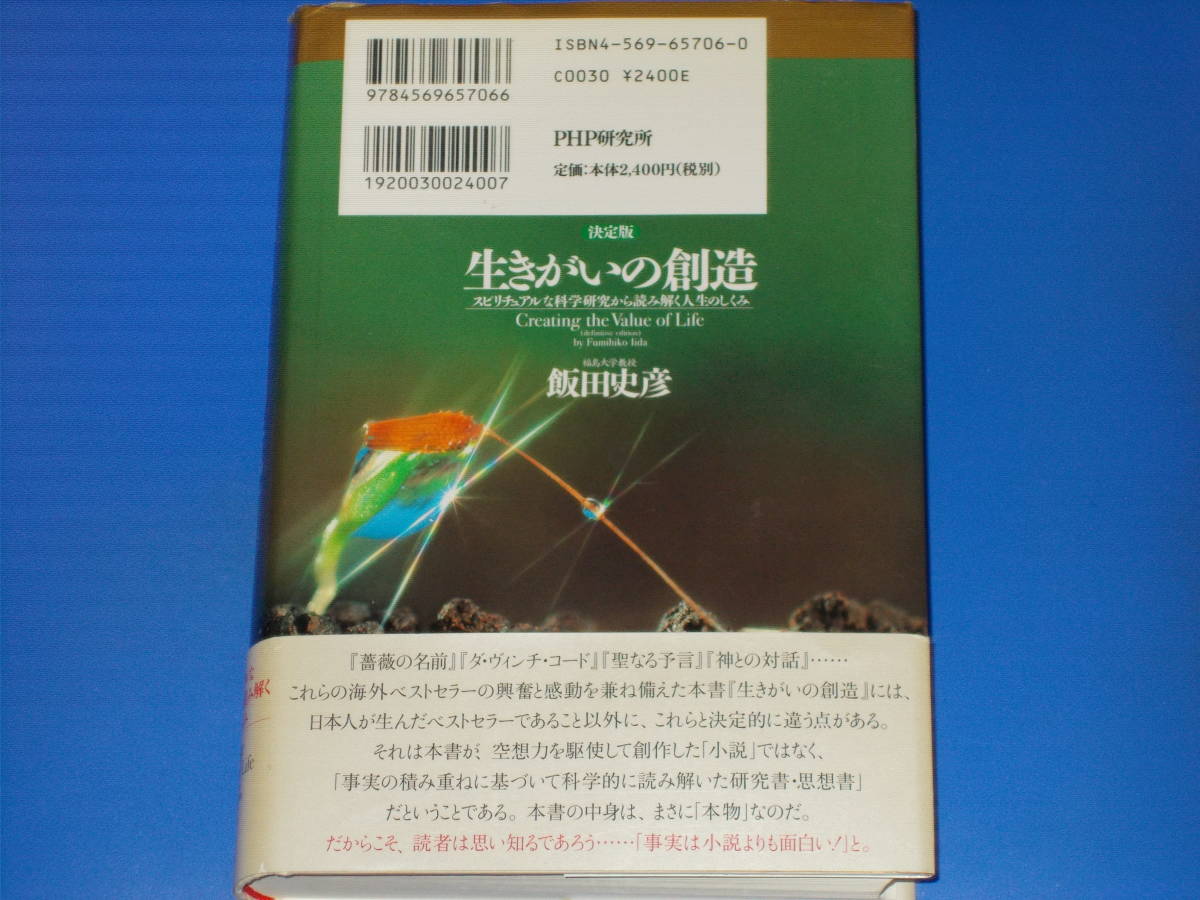 ISBN4-569-65706-0
C0030 ¥2400E
9784569657066
PHP研究所
1920030024007
定価:本体2,400円(税別)
決定版
生きがいの創造
スピリチュアルな科学研究から読み解く人生のしくみ
Creating the Value of Life
(definitive edition)
by Fumihiko Iida
福島大学教授
飯田史彦
『薔薇の名前』『ダ・ヴィンチ・コード』『聖なる予言』『神との対話』……
これらの海外ベストセラーの興奮と感動を兼ね備えた本書『生きがいの創造』には、
日本人が生んだベストセラーであること以外に、これらと決定的に違う点がある。
それは本書が、空想力を駆使して創作した「小説」ではなく、
「事実の積み重ねに基づいて科学的に読み解いた研究書・思想書」
だということである。本書の中身は、まさに「本物」なのだ。
だからこそ、読者は思い知るであろう……「事実は小説よりも面白い!」と。
み解く
Life